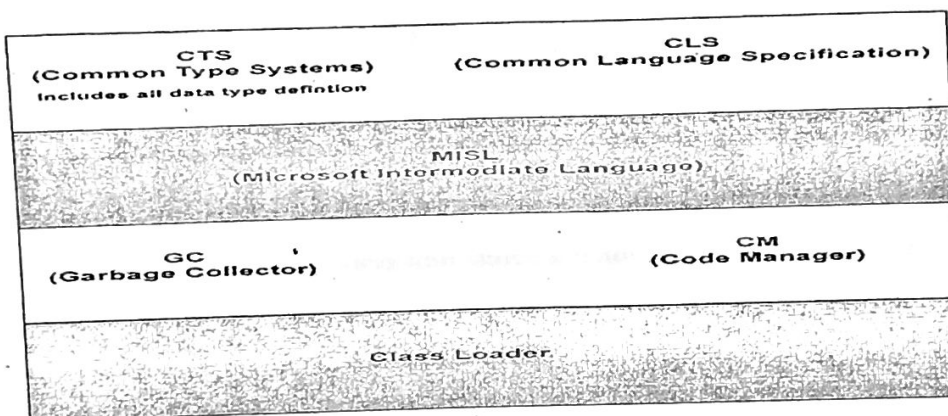 CTS
(Common Type Systems)
Includes all data type defintion
CLS
(Common Language Specification)
MISL
(Microsoft Intermediate Language)
GC
(Garbage Collector)
CM
(Code Manager)
Class Loader